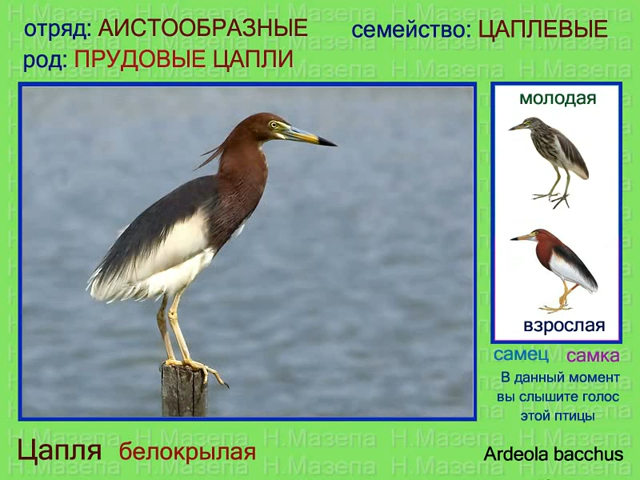 отряд: АИСТООБРАЗНЫЕ
семейство: ЦАПЛЕВЫЕ
род: ПРУДОВЫЕ ЦАПЛИ
молодая
взрослая
самец самка
В данный момент
вы слышите голос
этой птицы
Цапля белокрылая
Ardeola bacchus
Н.Мазепа